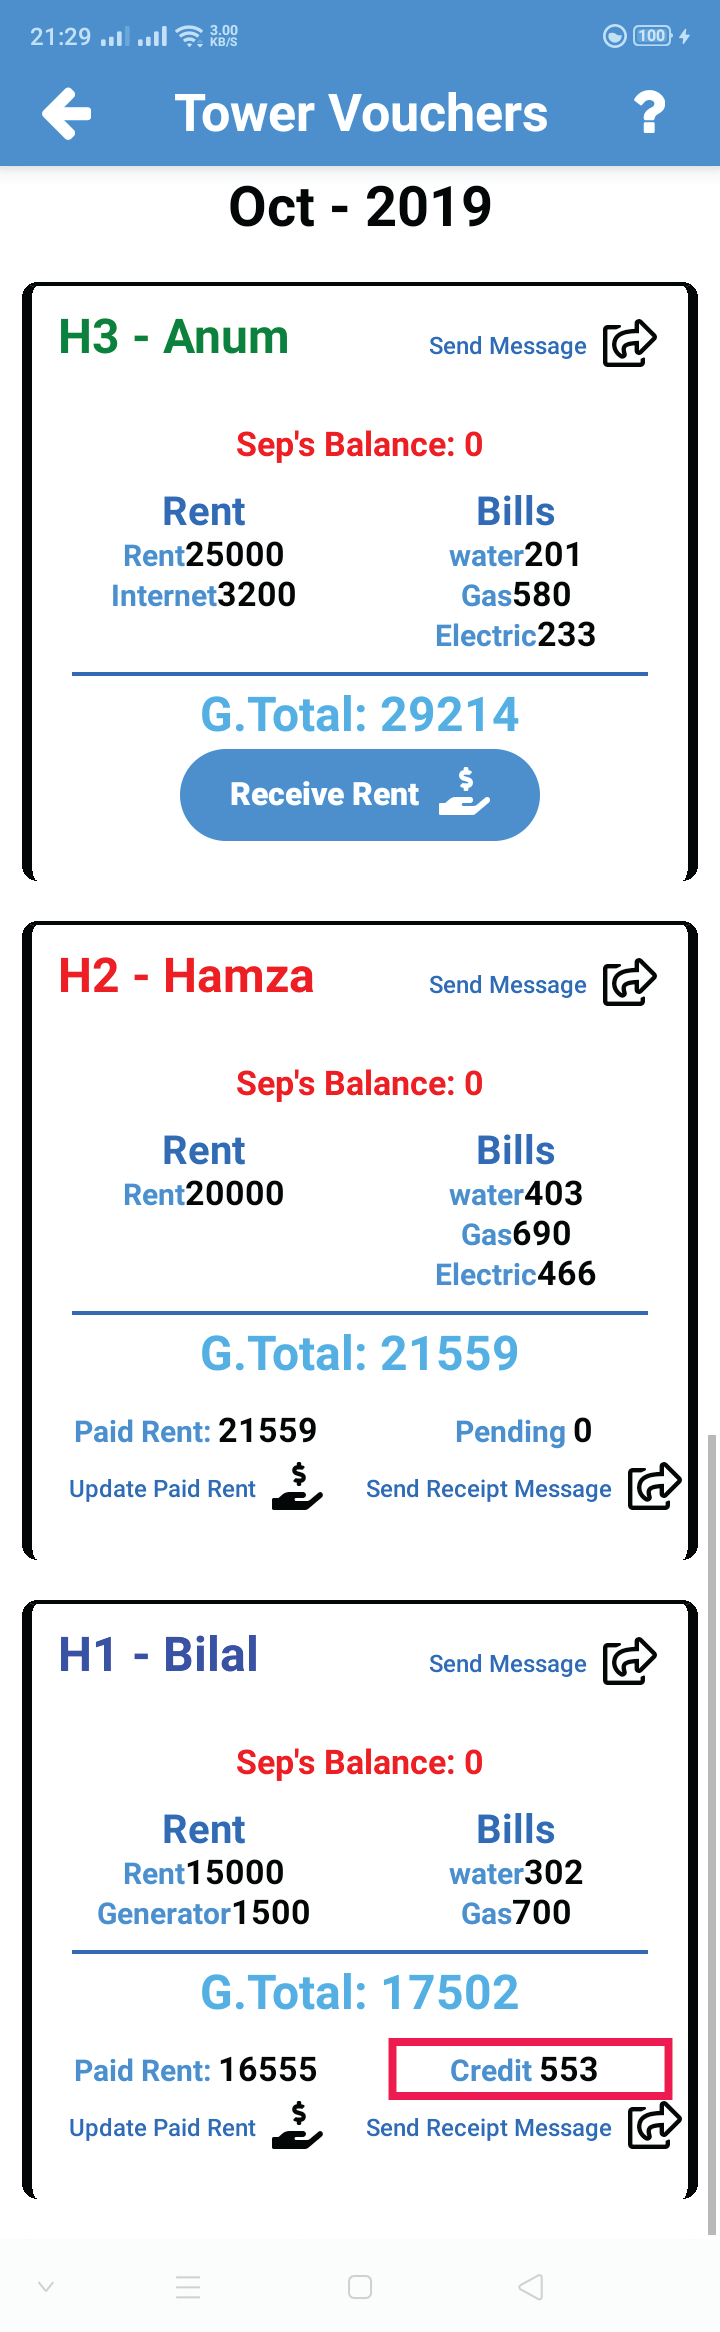 21:29 3.00 KB/S 100
Tower Vouchers ?
Oct - 2019
H3 - Anum Send Message
Sep's Balance: 0
Rent Bills
Rent25000 water201
Internet3200 Gas580
Electric233
G.Total: 29214
Receive Rent $
H2 - Hamza Send Message
Sep's Balance: 0
Rent Bills
Rent20000 water403
Gas690
Electric466
G.Total: 21559
Paid Rent: 21559 Pending 0
Update Paid Rent $ Send Receipt Message
H1 - Bilal Send Message
Sep's Balance: 0
Rent Bills
Rent15000 water302
Generator1500 Gas700
G.Total: 17502
Paid Rent: 16555 Credit 553
Update Paid Rent $ Send Receipt Message